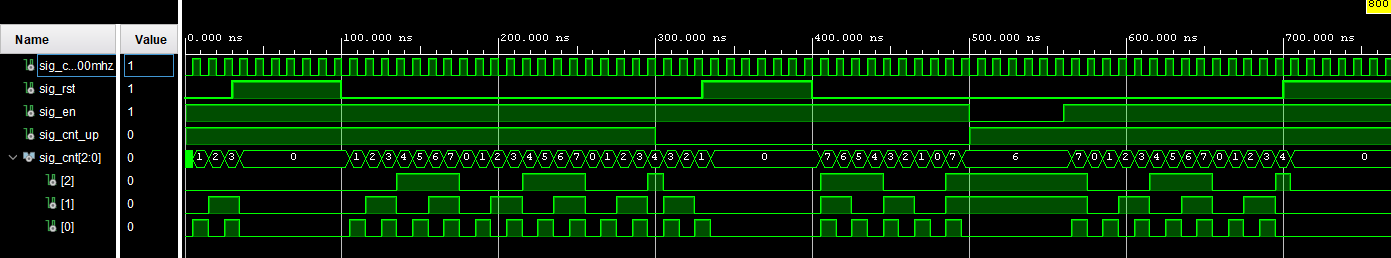 800
Name Value 0.000 ns 100.000 ns 200.000 ns 300.000 ns 400.000 ns 500.000 ns 600.000 ns 700.000 ns
sig_c...00mhz 1
sig_rst 1
sig_en 1
sig_cnt_up 0
sig_cnt[2:0] 0 1 2 3 0 1 2 3 4 5 6 7 0 1 2 3 4 5 6 7 0 1 2 3 4 3 2 1 0 7 6 5 4 3 2 1 0 7 6 7 0 1 2 3 4 5 6 7 0 1 2 3 4 0
[2] 0
[1] 0
[0] 0